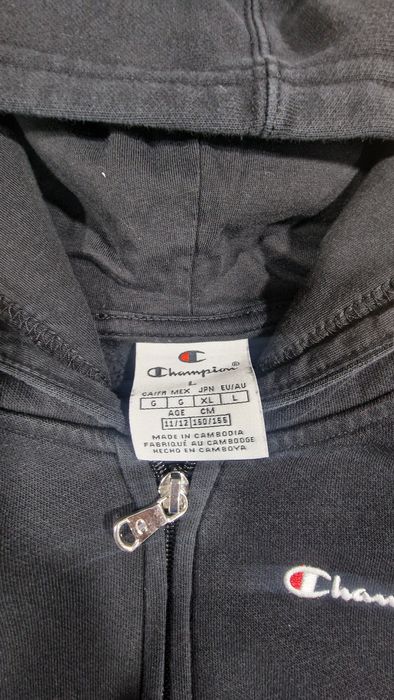 Champion®
L
CA/FR MEX JPN EU/AU
G G XL L
AGE CM
11/12 150/155
MADE IN CAMBODIA
FABRIQUÉ AU CAMBODGE
HECHO EN CAMBOYA
Cham